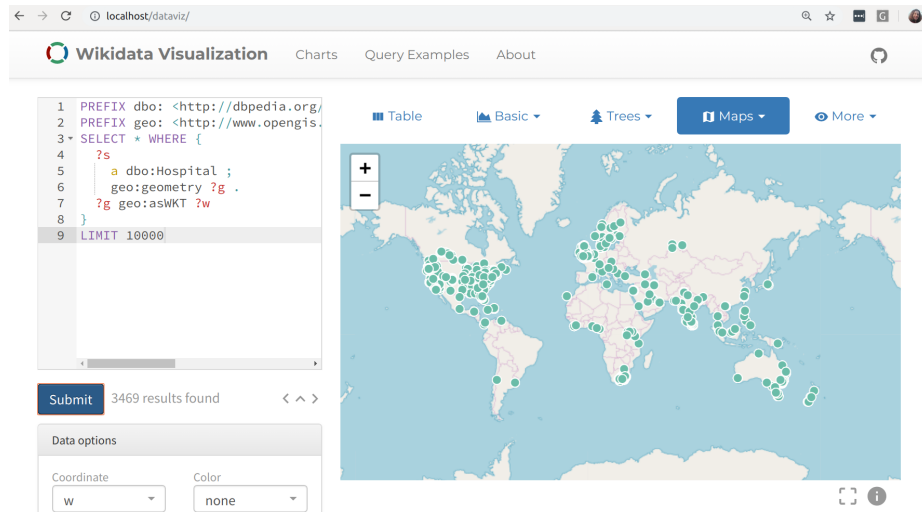 localhost/dataviz/
Wikidata Visualization
Charts
Query Examples
About
1 PREFIX dbo: <http://dbpedia.org/
2 PREFIX geo: <http://www.opengis.
3 SELECT * WHERE {
4 ?s
5 a dbo:Hospital ;
6 geo:geometry ?g .
7 ?g geo:asWKT ?w
8 }
9 LIMIT 10000
Table
Basic
Trees
Maps
More
+
−
Submit
3469 results found
Data options
Coordinate
Color
w
none